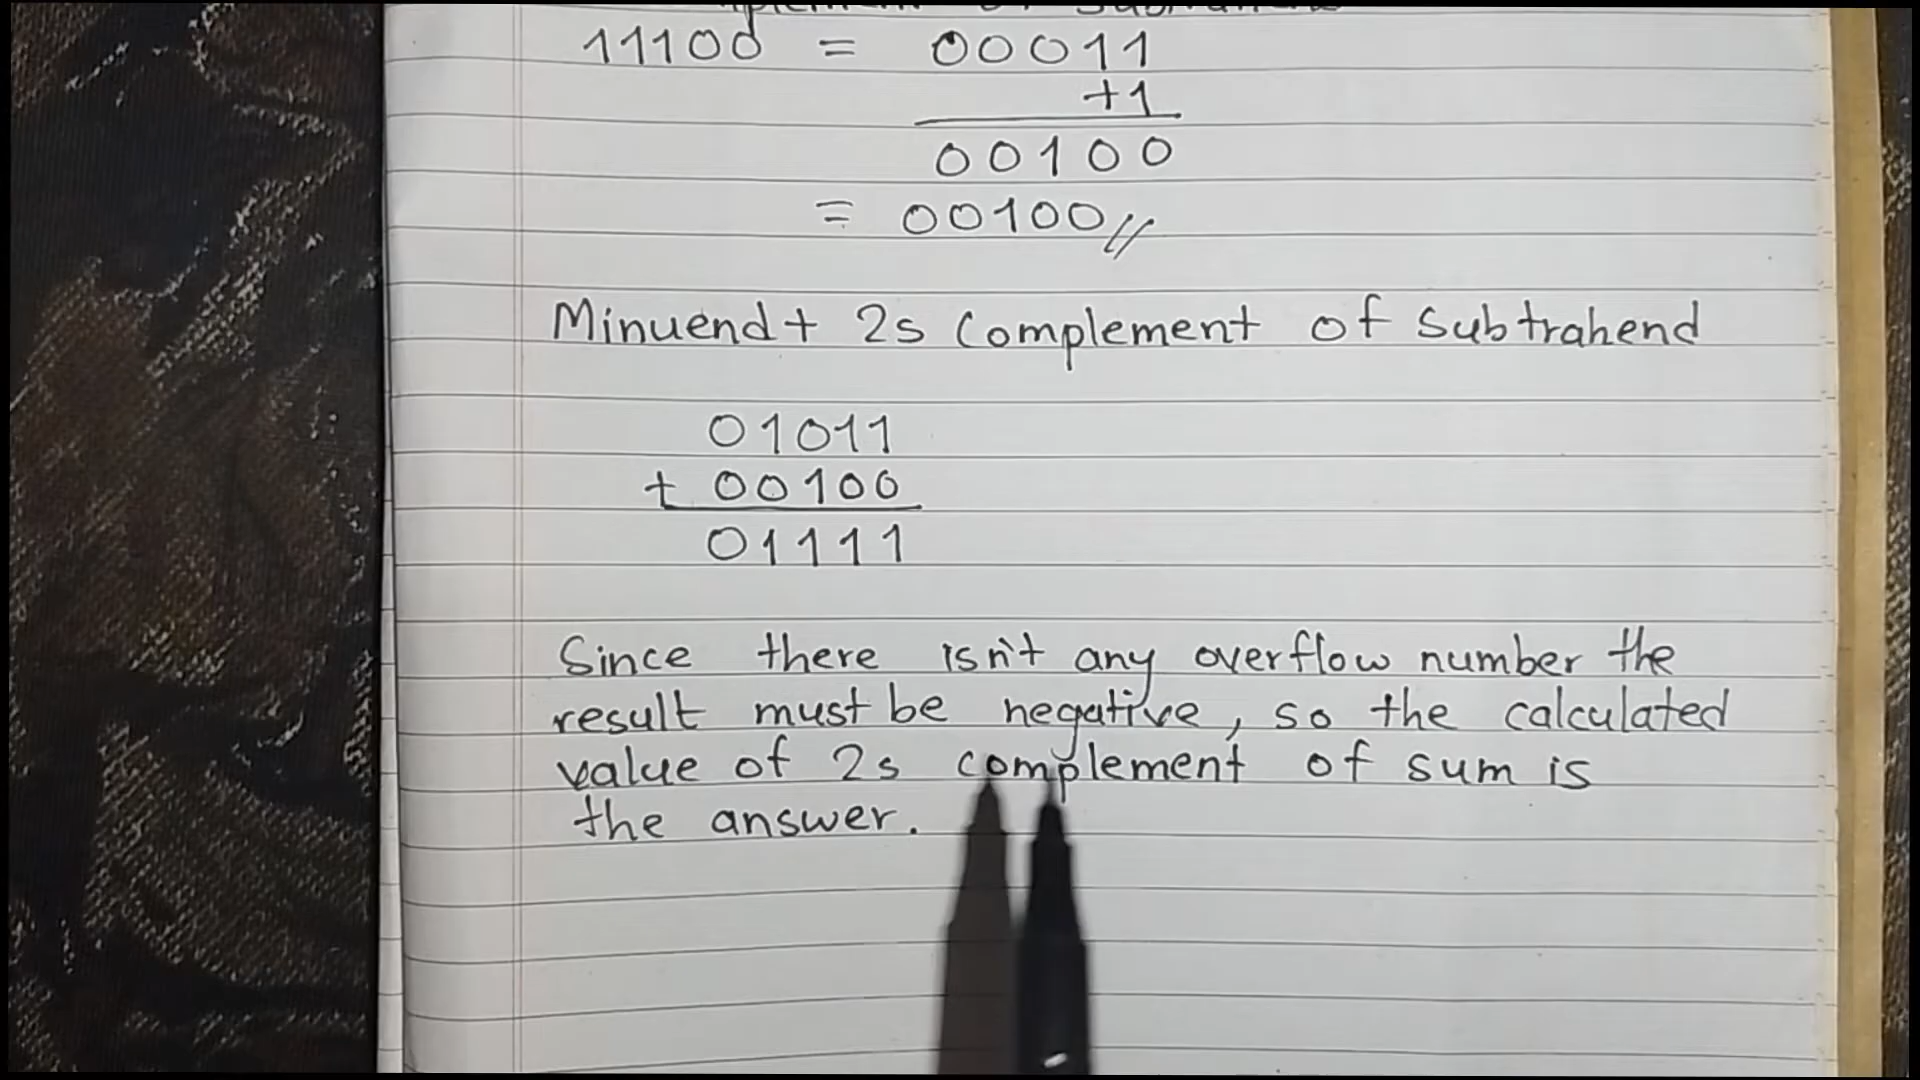 11100 = 00011
+1
00100
= 00100//
Minuend + 2s complement of subtrahend
01011
+ 00100
01111
Since there isn't any overflow number the
result must be negative, so the calculated
value of 2s complement of sum is
the answer.